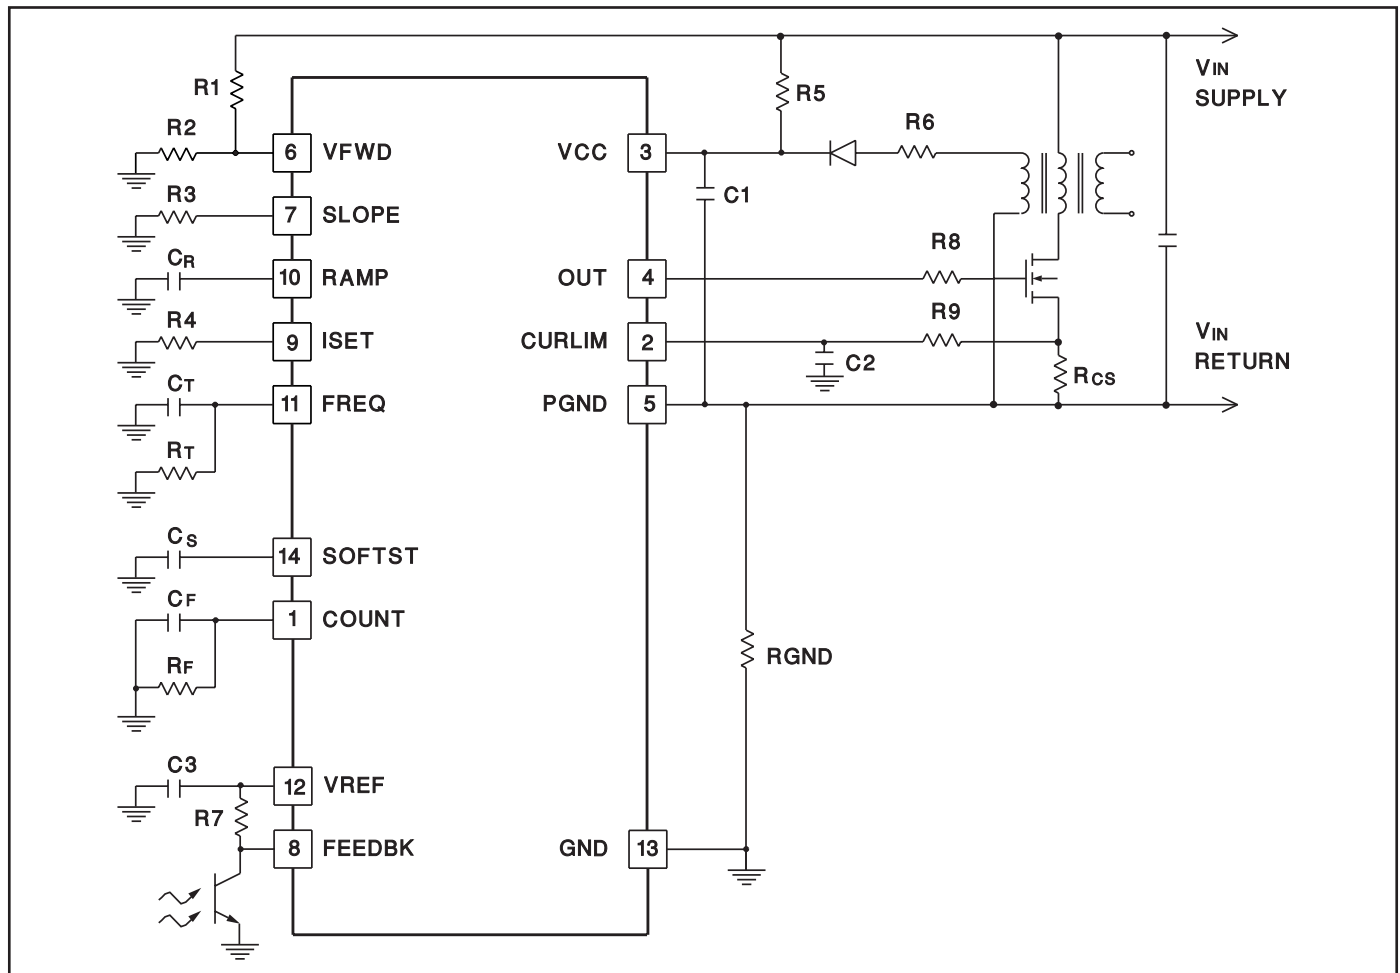 R1
R2
6 VFWD
R3
7 SLOPE
CR
10 RAMP
R4
9 ISET
CT
11 FREQ
RT
CS
14 SOFTST
CF
1 COUNT
RF
C3
12 VREF
R7
8 FEEDBK
VCC 3
OUT 4
CURLIM 2
PGND 5
GND 13
R5
R6
C1
R8
R9
C2
RCS
RGND
VIN
SUPPLY
VIN
RETURN